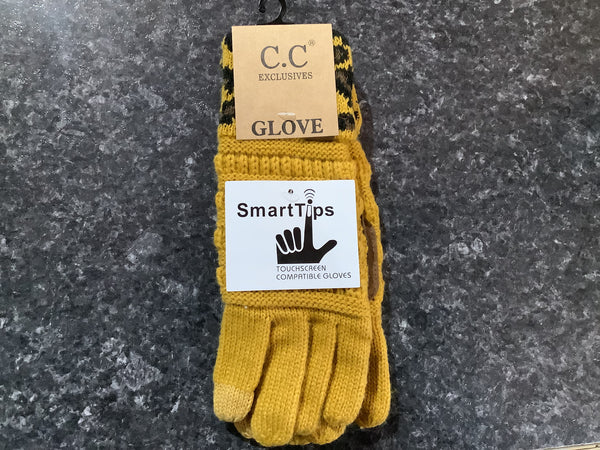 C.C®
EXCLUSIVES
GLOVE
SmartTips
TOUCHSCREEN
COMPATIBLE GLOVES